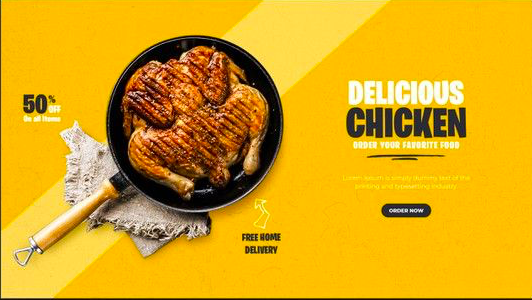 50% OFF
On all Items
DELICIOUS
CHICKEN
ORDER YOUR FAVORITE FOOD
Lorem Ipsum is simply dummy text of the
printing and typesetting industry.
ORDER NOW
FREE HOME
DELIVERY